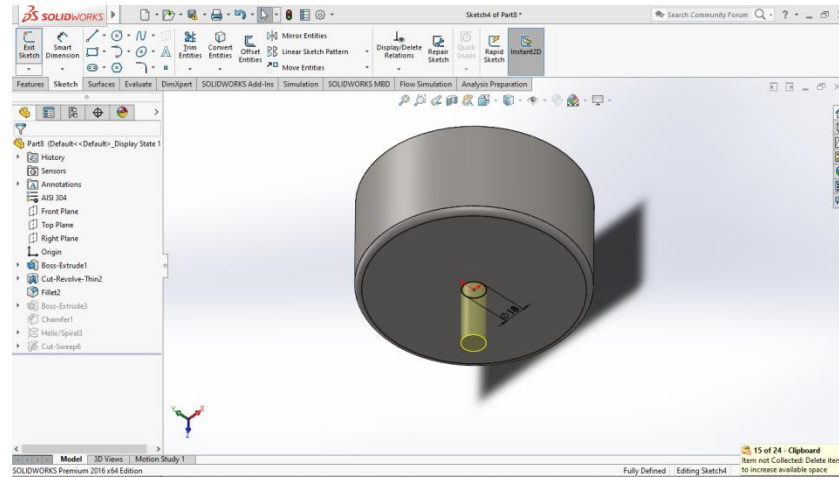 SOLIDWORKS
Sketch4 of Part8 *
Search Community Forum
Exit Sketch
Smart Dimension
Trim Entities
Convert Entities
Offset Entities
Mirror Entities
Linear Sketch Pattern
Move Entities
Display/Delete Relations
Repair Sketch
Quick Snaps
Rapid Sketch
Instant2D
Features Sketch Surfaces Evaluate DimXpert SOLIDWORKS Add-Ins Simulation SOLIDWORKS MBD Flow Simulation Analysis Preparation
Part8 (Default<<Default>_Display State 1
History
Sensors
Annotations
AISI 304
Front Plane
Top Plane
Right Plane
Origin
Boss-Extrude1
Cut-Revolve-Thin2
Fillet2
Boss-Extrude3
Chamfer1
Helix/Spiral3
Cut-Sweep6
Y
X
Z
Model 3D Views Motion Study 1
SOLIDWORKS Premium 2016 x64 Edition
Fully Defined Editing Sketch4
15 of 24 - Clipboard
Item not Collected: Delete iten
to increase available space